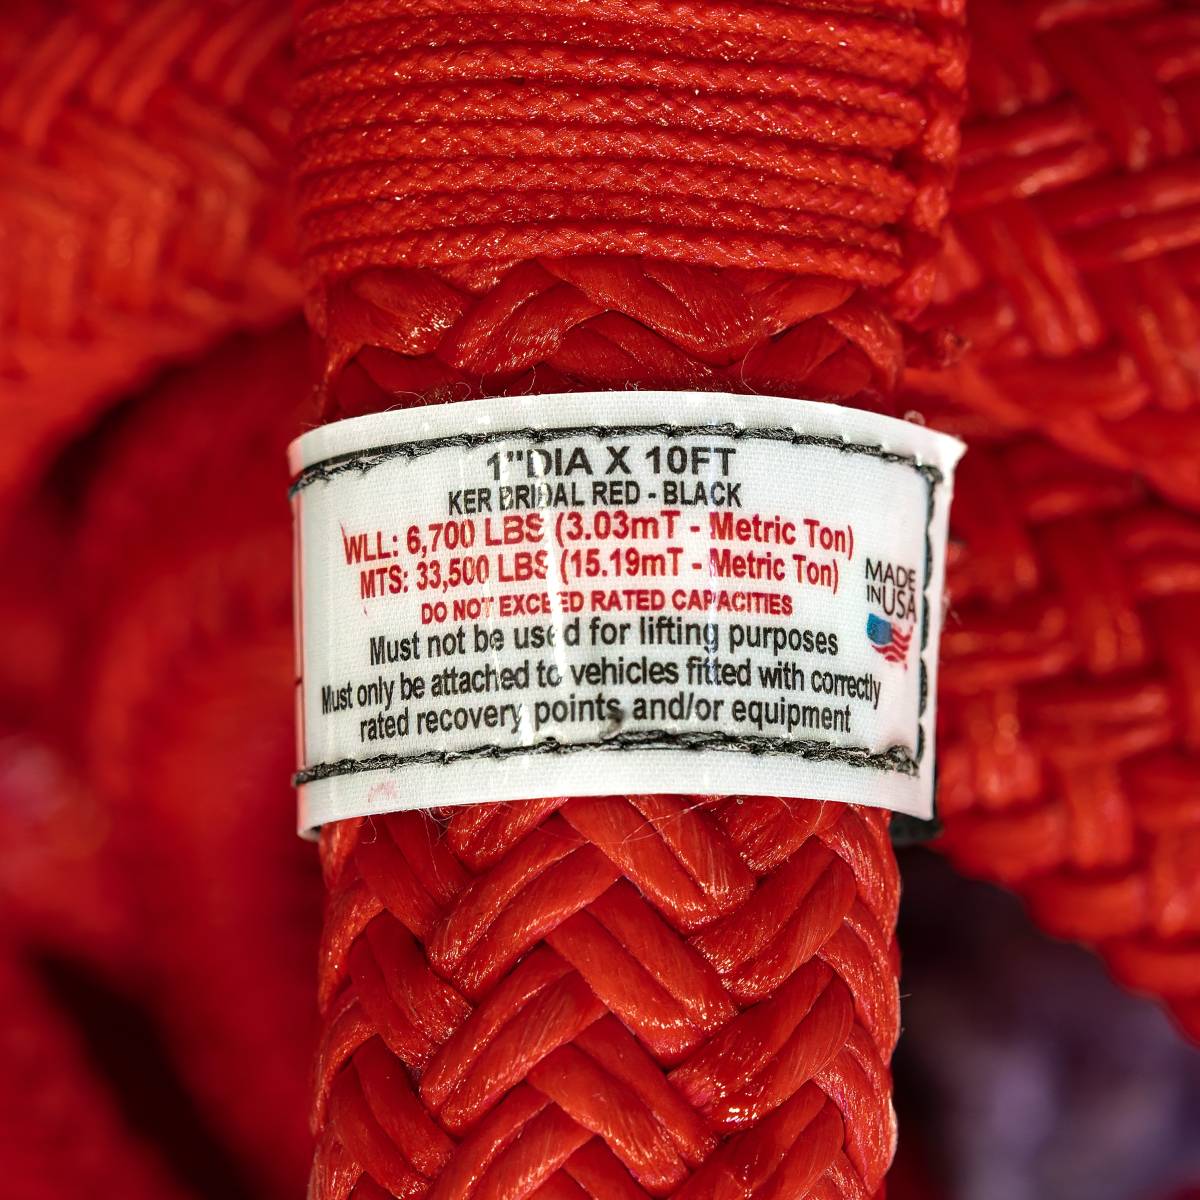 1"DIA X 10FT
KER BRIDAL RED - BLACK
WLL: 6,700 LBS (3.03mT - Metric Ton)
MTS: 33,500 LBS (15.19mT - Metric Ton)
DO NOT EXCEED RATED CAPACITIES
Must not be used for lifting purposes
Must only be attached to vehicles fitted with correctly
rated recovery points and/or equipment
MADE
IN USA